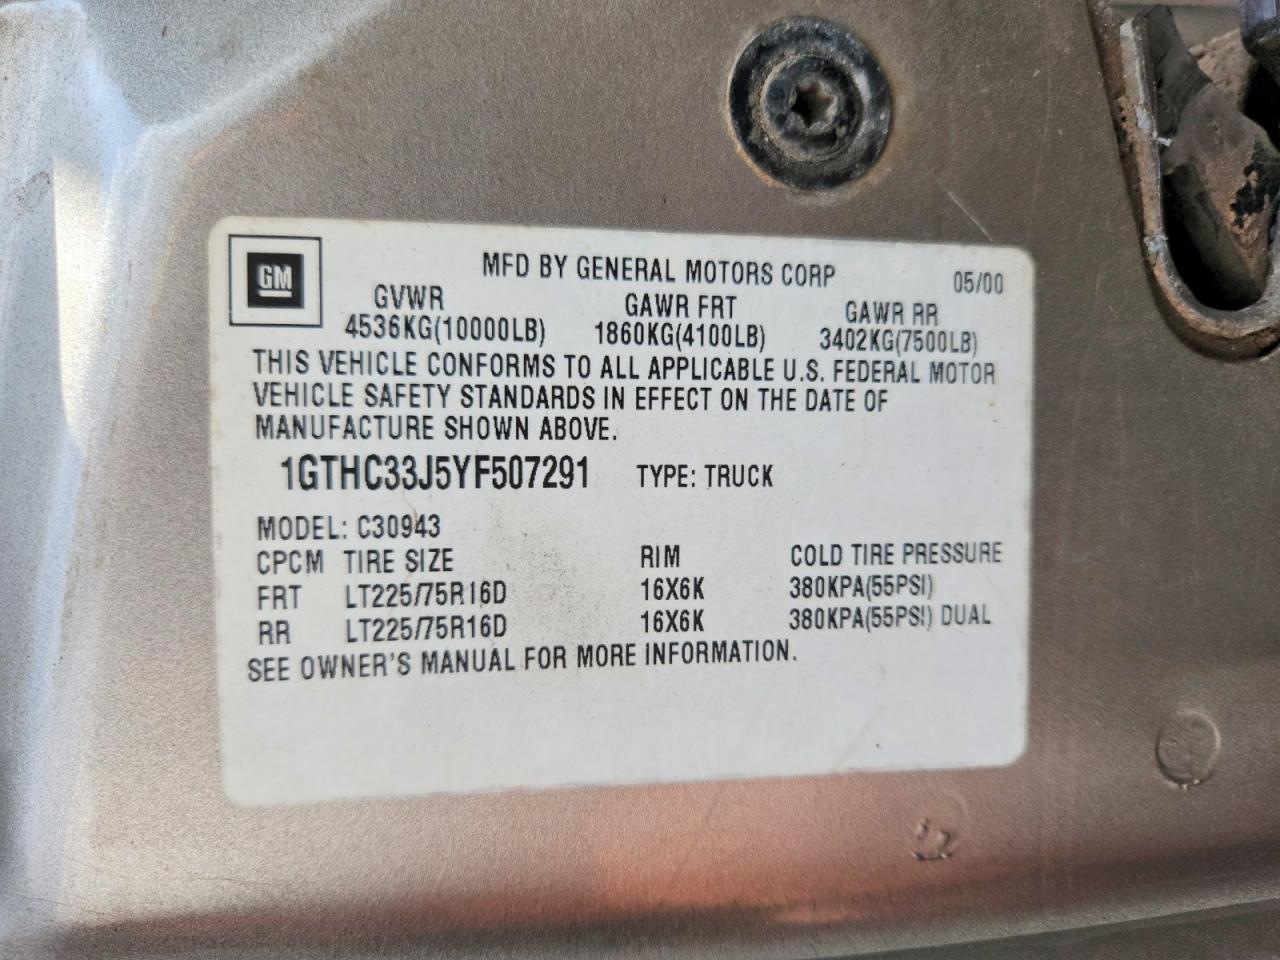 GM
MFD BY GENERAL MOTORS CORP 05/00
GVWR GAWR FRT GAWR RR
4536KG(10000LB) 1860KG(4100LB) 3402KG(7500LB)
THIS VEHICLE CONFORMS TO ALL APPLICABLE U.S. FEDERAL MOTOR
VEHICLE SAFETY STANDARDS IN EFFECT ON THE DATE OF
MANUFACTURE SHOWN ABOVE.
1GTHC33J5YF507291 TYPE: TRUCK
MODEL: C30943
CPCM TIRE SIZE RIM COLD TIRE PRESSURE
FRT LT225/75R16D 16X6K 380KPA(55PSI)
RR LT225/75R16D 16X6K 380KPA(55PSI) DUAL
SEE OWNER'S MANUAL FOR MORE INFORMATION.